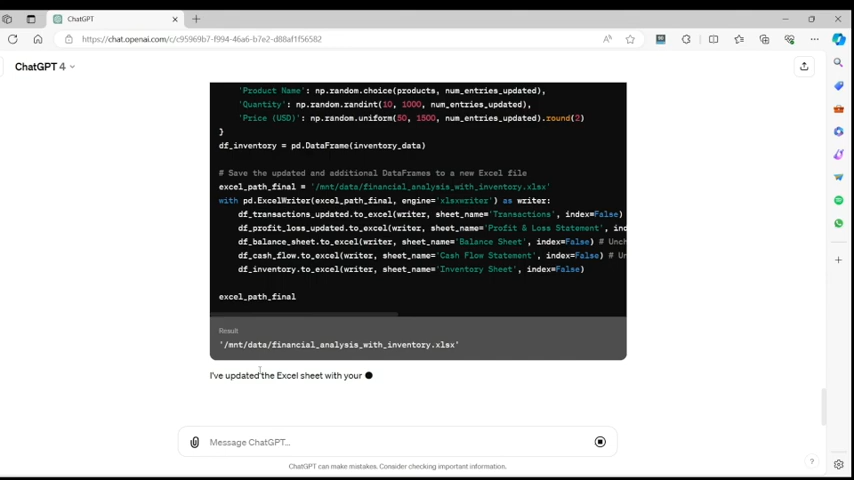 ChatGPT
https://chat.openai.com/c/c95969b7-f994-46a6-b7e2-d88af1f56582
ChatGPT 4
'Product Name': np.random.choice(products, num_entries_updated),
'Quantity': np.random.randint(10, 1000, num_entries_updated),
'Price (USD)': np.random.uniform(50, 1500, num_entries_updated).round(2)
}
df_inventory = pd.DataFrame(inventory_data)
# Save the updated and additional DataFrames to a new Excel file
excel_path_final = '/mnt/data/financial_analysis_with_inventory.xlsx'
with pd.ExcelWriter(excel_path_final, engine='xlsxwriter') as writer:
df_transactions_updated.to_excel(writer, sheet_name='Transactions', index=False)
df_profit_loss_updated.to_excel(writer, sheet_name='Profit & Loss Statement', ind
df_balance_sheet.to_excel(writer, sheet_name='Balance Sheet', index=False) # Unch
df_cash_flow.to_excel(writer, sheet_name='Cash Flow Statement', index=False) # Un
df_inventory.to_excel(writer, sheet_name='Inventory Sheet', index=False)
excel_path_final
Result
'/mnt/data/financial_analysis_with_inventory.xlsx'
I've updated the Excel sheet with your
Message ChatGPT...
ChatGPT can make mistakes. Consider checking important information.
?